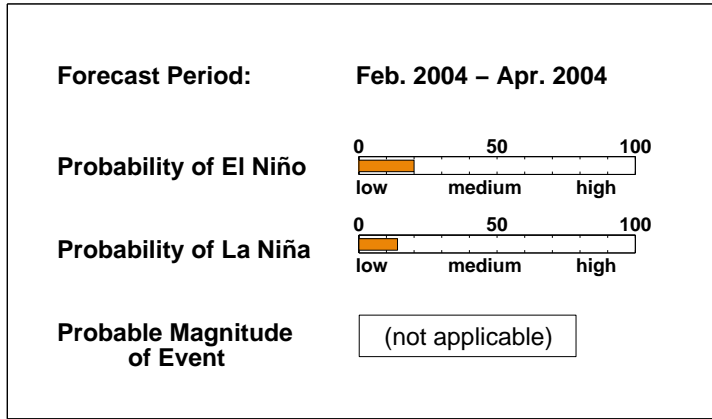 Forecast Period: Feb. 2004 – Apr. 2004
0 50 100
Probability of El Niño
low medium high
0 50 100
Probability of La Niña
low medium high
Probable Magnitude
of Event
(not applicable)